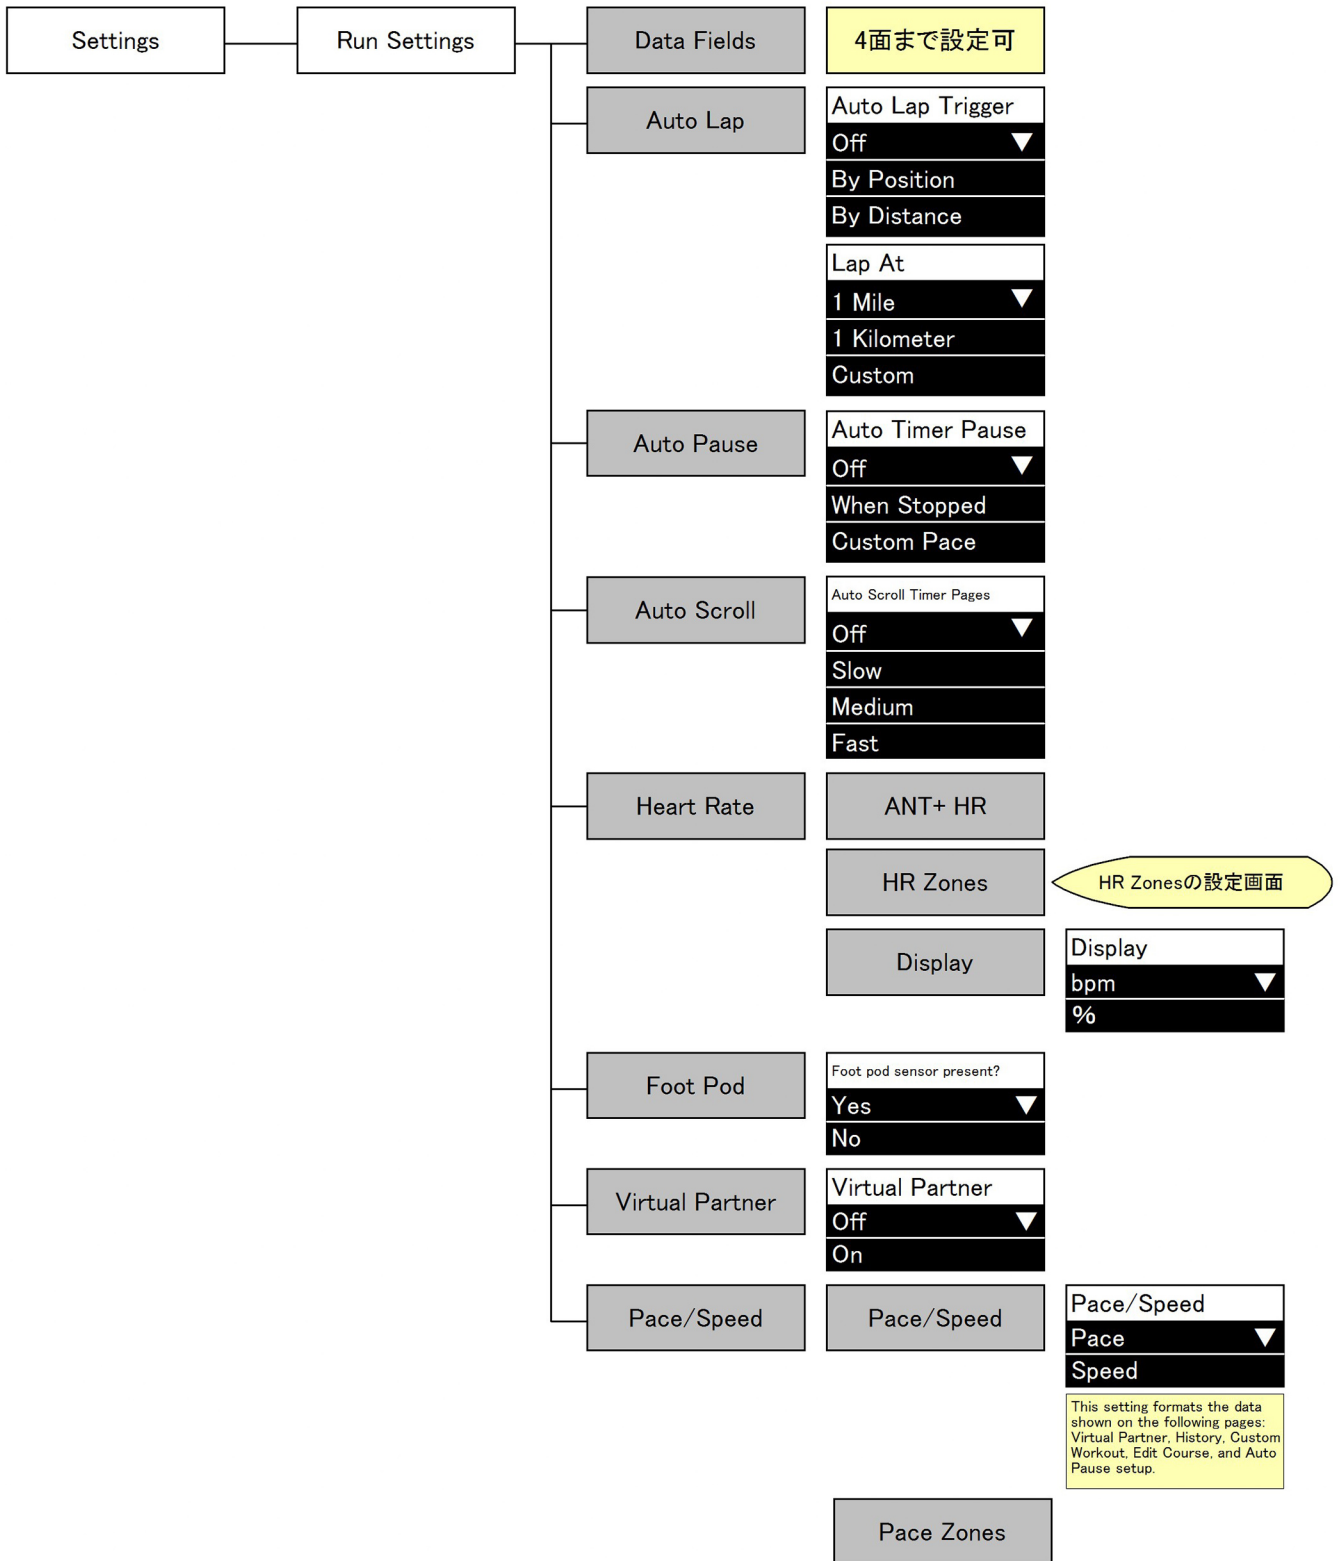 Settings
Run Settings
Data Fields
4面まで設定可
Auto Lap
Auto Lap Trigger
Off
By Position
By Distance
Lap At
1 Mile
1 Kilometer
Custom
Auto Pause
Auto Timer Pause
Off
When Stopped
Custom Pace
Auto Scroll
Auto Scroll Timer Pages
Off
Slow
Medium
Fast
Heart Rate
ANT+ HR
HR Zones
HR Zonesの設定画面
Display
Display
bpm
%
Foot Pod
Foot pod sensor present?
Yes
No
Virtual Partner
Virtual Partner
Off
On
Pace/Speed
Pace/Speed
Pace/Speed
Pace
Speed
This setting formats the data
shown on the following pages:
Virtual Partner, History, Custom
Workout, Edit Course, and Auto
Pause setup.
Pace Zones